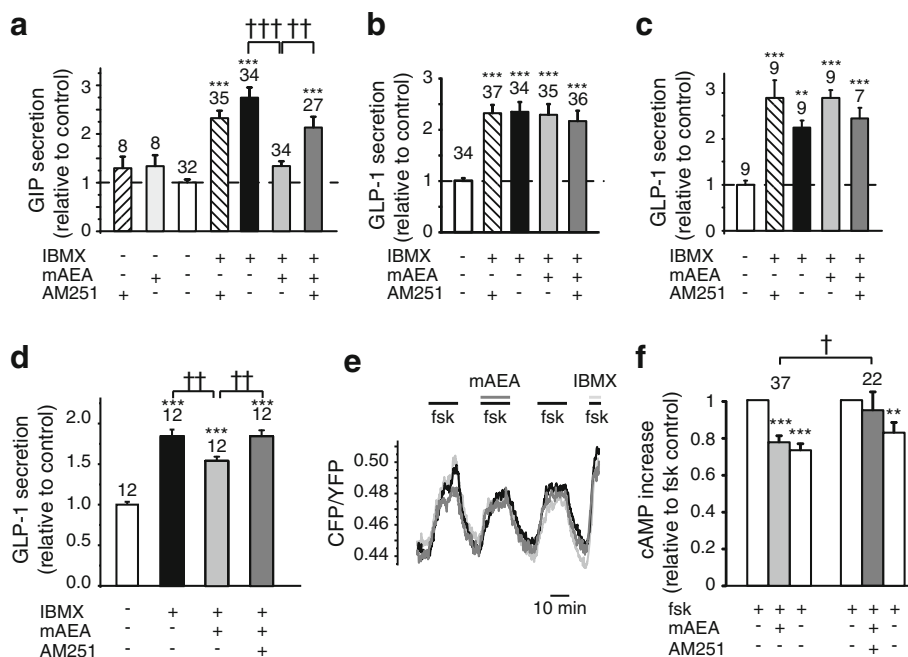 a
††† ††
GIP secretion
(relative to control)
3
2
1
0
8 8 32 *** 35 *** 34 34 *** 27
IBMX - - - + + + +
mAEA - + - - - + +
AM251 + - - + - - +
b
GLP-1 secretion
(relative to control)
3
2
1
0
34 *** 37 *** 34 *** 35 *** 36
IBMX - + + + +
mAEA - - - + +
AM251 - + - - +
c
GLP-1 secretion
(relative to control)
3
2
1
0
9 *** 9 ** 9 *** 9 *** 7
IBMX - + + + +
mAEA - - - + +
AM251 - + - - +
d
†† ††
GLP-1 secretion
(relative to control)
2.0
1.5
1.0
0.5
0.0
12 *** 12 *** 12 *** 12
IBMX - + + +
mAEA - - + +
AM251 - - - +
e
mAEA IBMX
fsk fsk fsk fsk
CFP/YFP
0.50
0.48
0.46
0.44
10 min
f
†
cAMP increase
(relative to fsk control)
1
0.8
0.6
0.4
0.2
0
37 22
*** *** **
fsk + + + + + +
mAEA - + - - + -
AM251 - - - - + -